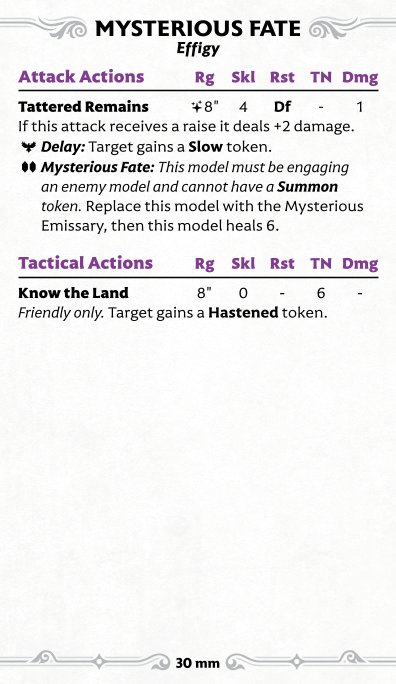 MYSTERIOUS FATE
Effigy
Attack Actions Rg Skl Rst TN Dmg
Tattered Remains 8" 4 Df - 1
If this attack receives a raise it deals +2 damage.
Delay: Target gains a Slow token.
Mysterious Fate: This model must be engaging
an enemy model and cannot have a Summon
token. Replace this model with the Mysterious
Emissary, then this model heals 6.
Tactical Actions Rg Skl Rst TN Dmg
Know the Land 8" 0 - 6 -
Friendly only. Target gains a Hastened token.
30 mm